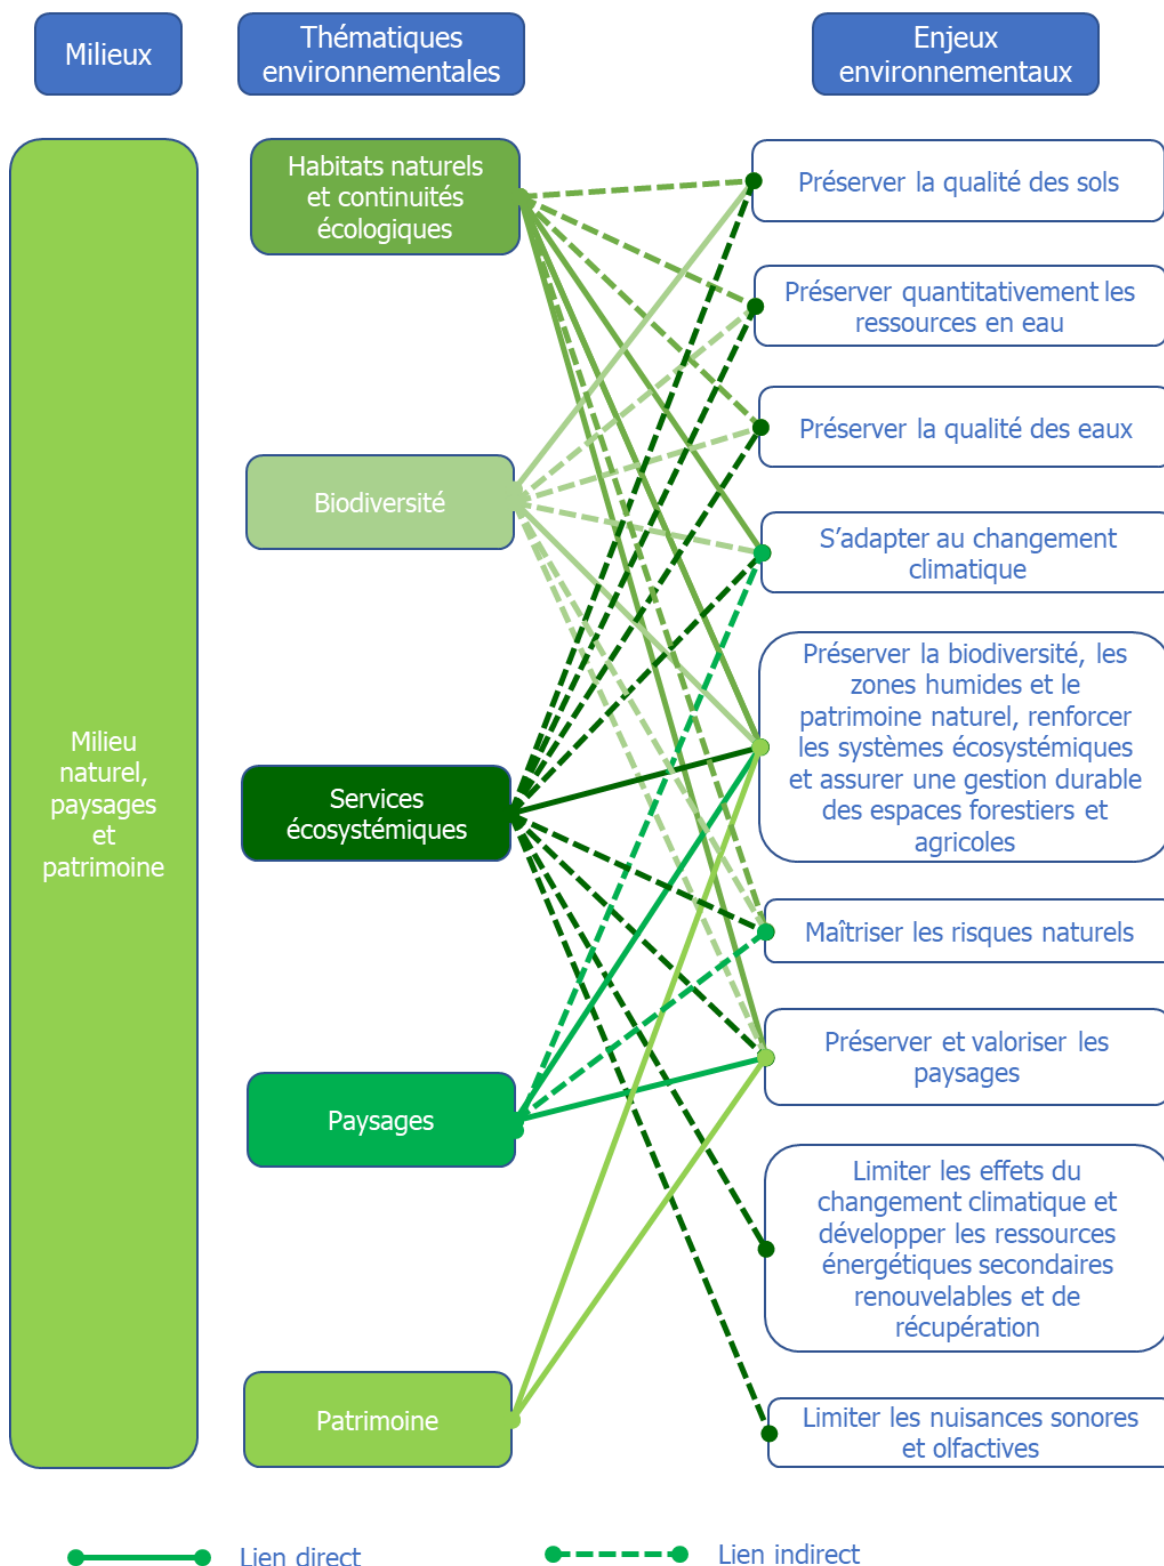 Milieux
Thématiques
environnementales
Enjeux
environnementaux
Milieu
naturel,
paysages
et
patrimoine
Habitats naturels
et continuités
écologiques
Biodiversité
Services
écosystémiques
Paysages
Patrimoine
Préserver la qualité des sols
Préserver quantitativement les
ressources en eau
Préserver la qualité des eaux
S’adapter au changement
climatique
Préserver la biodiversité, les
zones humides et le
patrimoine naturel, renforcer
les systèmes écosystémiques
et assurer une gestion durable
des espaces forestiers et
agricoles
Maîtriser les risques naturels
Préserver et valoriser les
paysages
Limiter les effets du
changement climatique et
développer les ressources
énergétiques secondaires
renouvelables et de
récupération
Limiter les nuisances sonores
et olfactives
Lien direct
Lien indirect